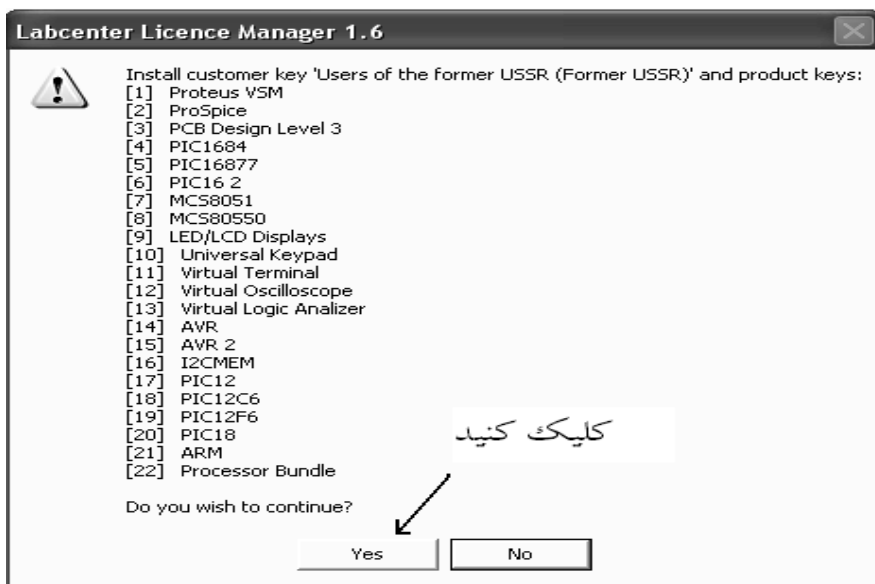 Labcenter Licence Manager 1.6
Install customer key 'Users of the former USSR (Former USSR)' and product keys:
[1] Proteus VSM
[2] ProSpice
[3] PCB Design Level 3
[4] PIC1684
[5] PIC16877
[6] PIC16 2
[7] MCS8051
[8] MCS80550
[9] LED/LCD Displays
[10] Universal Keypad
[11] Virtual Terminal
[12] Virtual Oscilloscope
[13] Virtual Logic Analizer
[14] AVR
[15] AVR 2
[16] I2CMEM
[17] PIC12
[18] PIC12C6
[19] PIC12F6
[20] PIC18
[21] ARM
[22] Processor Bundle
کلیک کنید
Do you wish to continue?
Yes No